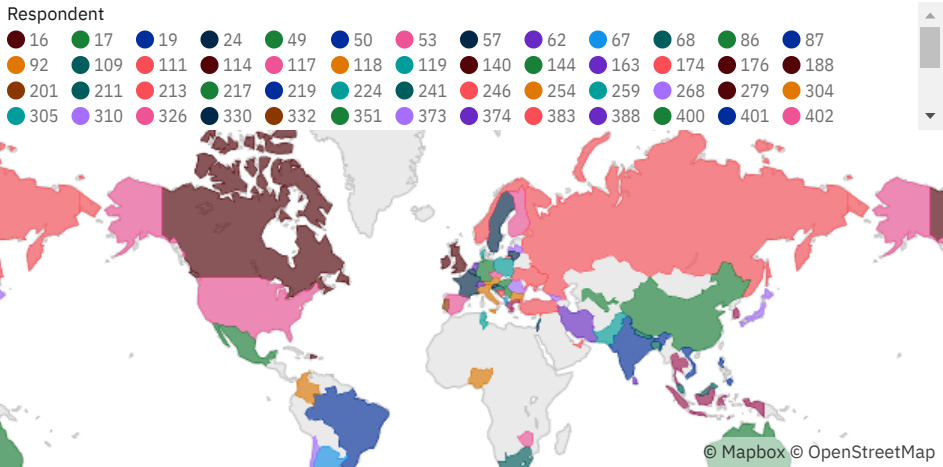 Respondent
16 17 19 24 49 50 53 57 62 67 68 86 87
92 109 111 114 117 118 119 140 144 163 174 176 188
201 211 213 217 219 224 241 246 254 259 268 279 304
305 310 326 330 332 351 373 374 383 388 400 401 402
© Mapbox © OpenStreetMap